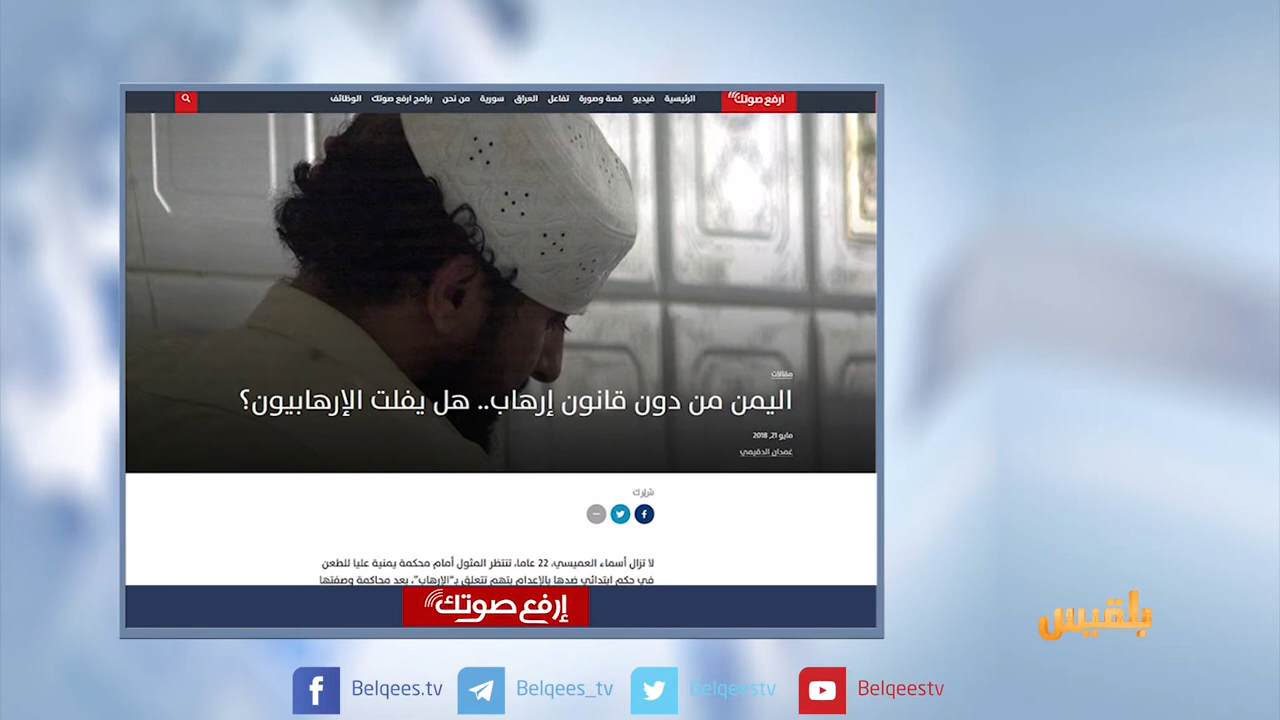 ارفع صوتك الرئيسية فيديو قصة وصورة تفاعل العراق سورية من نحن برامج ارفع صوتك الوظائف
مقالات
اليمن من دون قانون إرهاب.. هل يفلت الإرهابيون؟
مايو 21, 2018
غمدان الدقيمي
شارك
لا تزال أسماء العميسي، 22 عاما، تنتظر المثول أمام محكمة يمنية عليا للطعن
في حكم ابتدائي ضدها بالإعدام بتهم تتعلق بـ"الإرهاب"، بعد محاكمة وصفتها
إرفع صوتك
بلقيس
Belqees.tv Belqees_tv Belqeestv Belqeestv